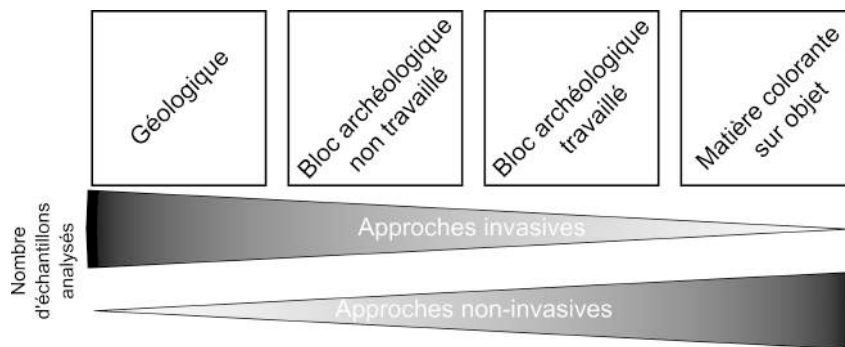 Géologique
Bloc archéologique
non travaillé
Bloc archéologique
travaillé
Matière colorante
sur objet
Nombre
d'échantillons
analysés
Approches invasives
Approches non-invasives